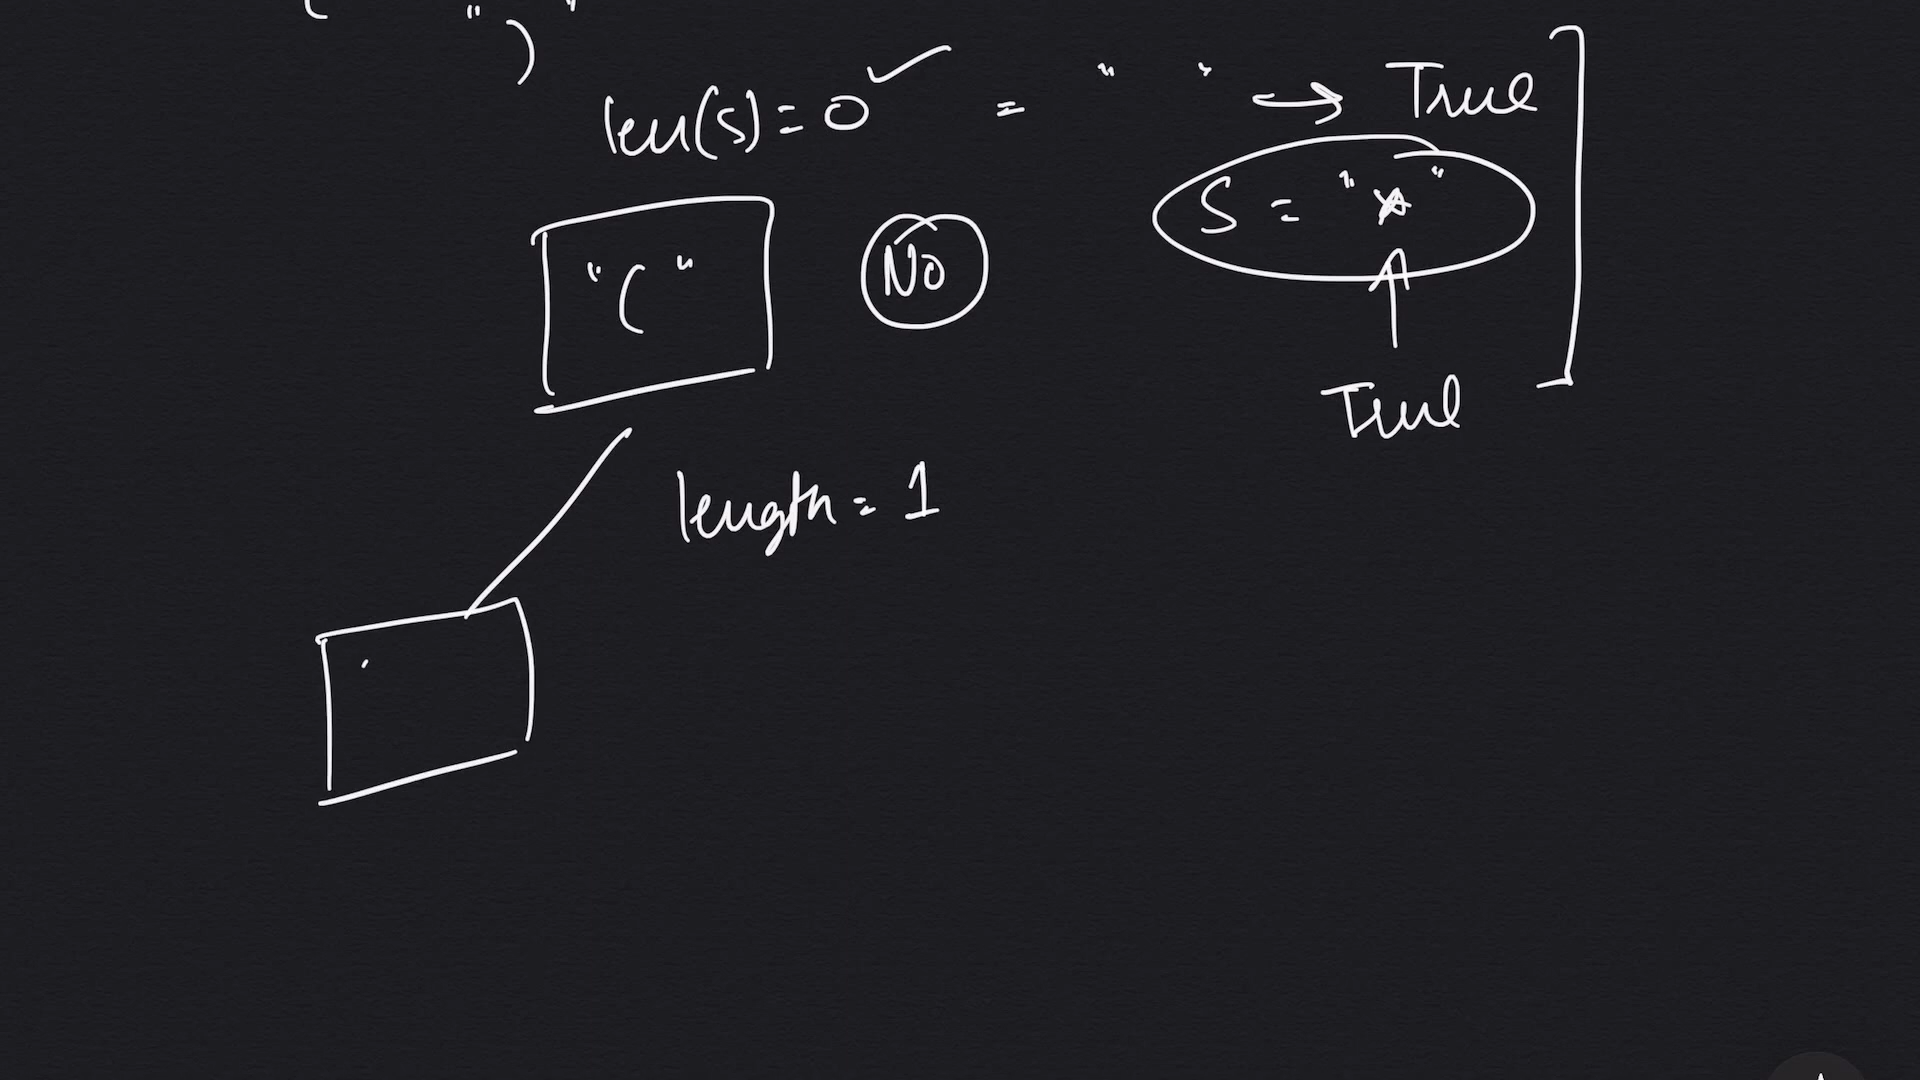 ( " ) "
len(s) = 0 ✓ = " " → True
"(" No S = "*"
True
length = 1